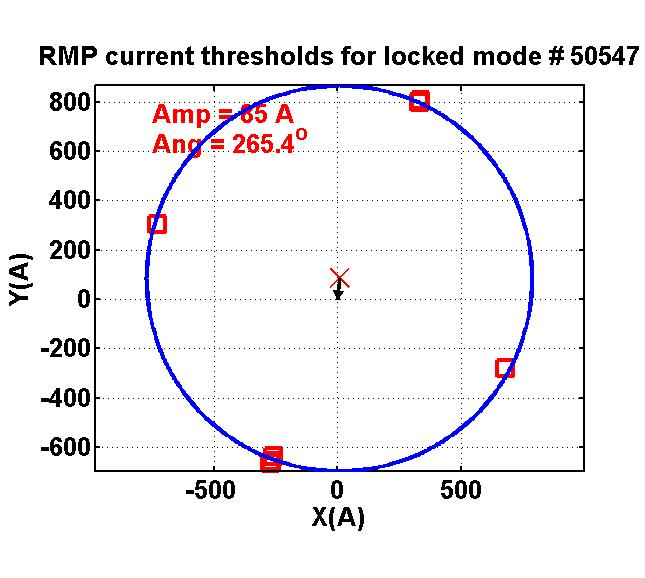 RMP current thresholds for locked mode # 50547
Amp = 85 A
Ang = 265.4°
800
600
400
200
0
-200
-400
-600
Y(A)
-500 0 500
X(A)